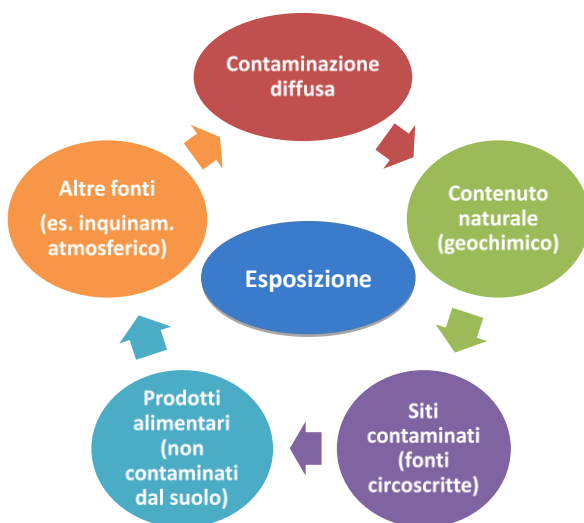 Contaminazione
diffusa
Contenuto
naturale
(geochimico)
Siti
contaminati
(fonti
circoscritte)
Prodotti
alimentari
(non
contaminati
dal suolo)
Altre fonti
(es. inquinam.
atmosferico)
Esposizione